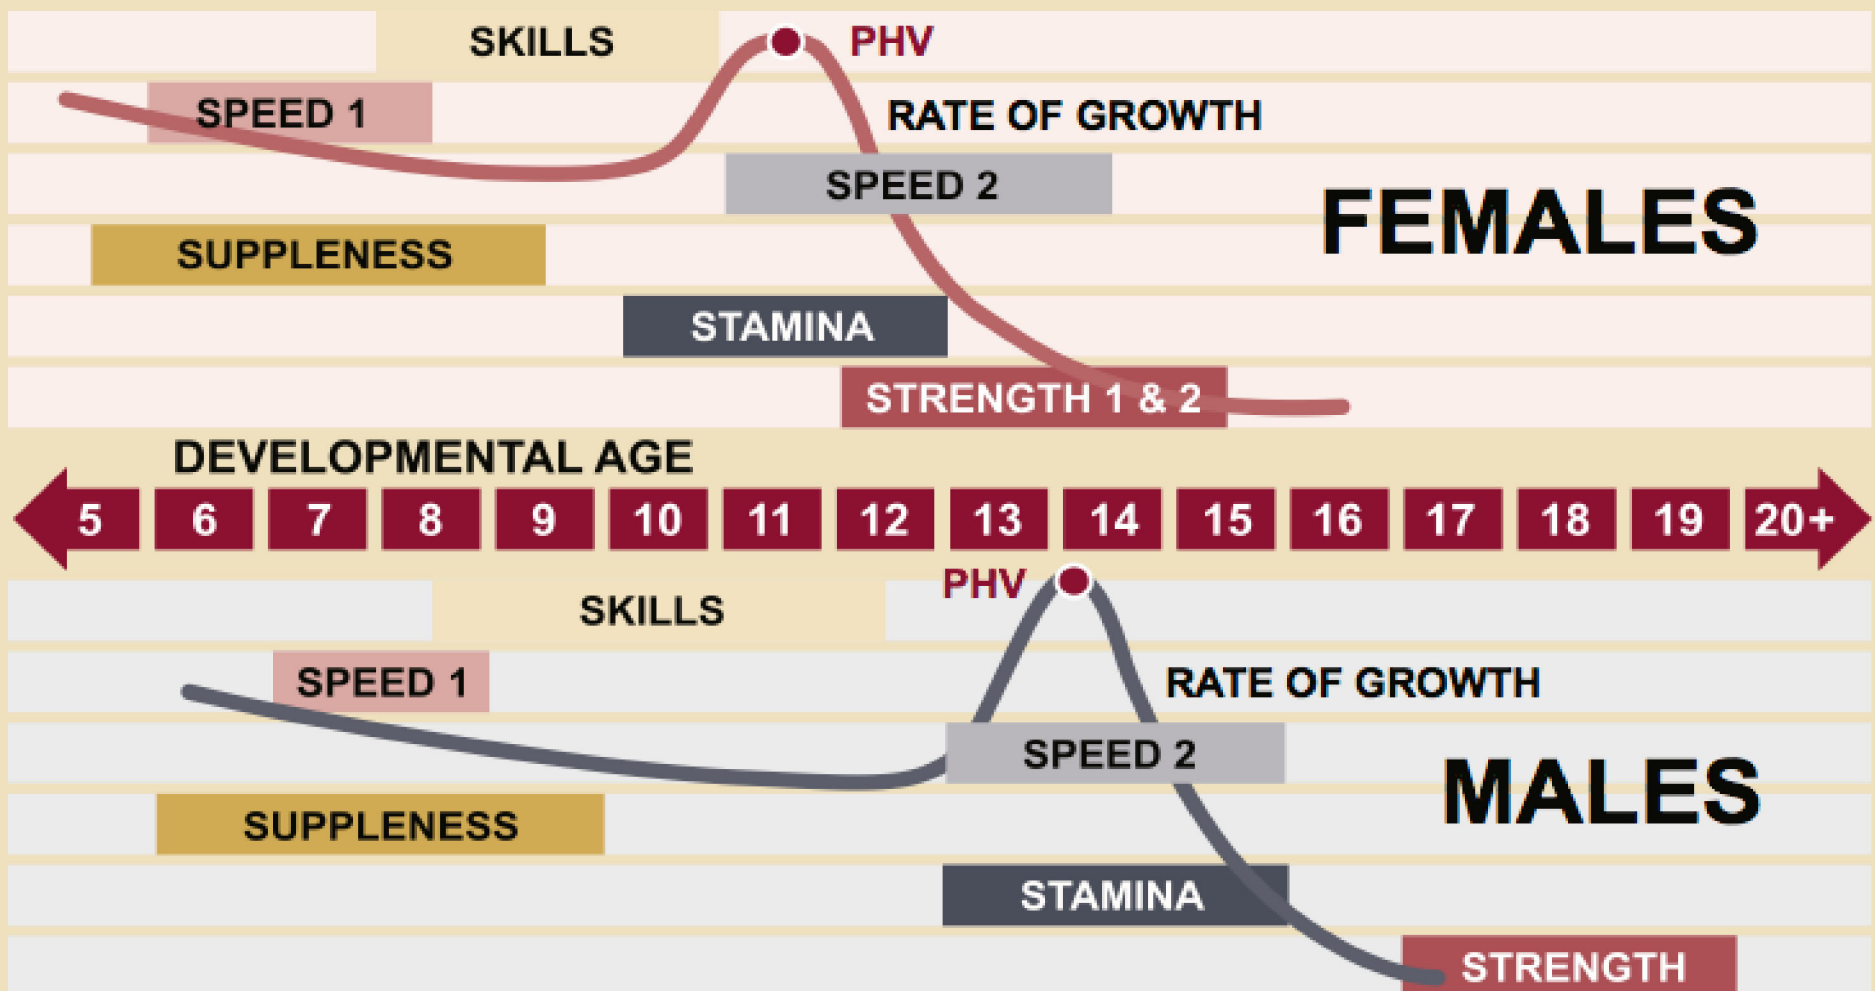 SKILLS
PHV
SPEED 1
RATE OF GROWTH
SPEED 2
FEMALES
SUPPLENESS
STAMINA
STRENGTH 1 & 2
DEVELOPMENTAL AGE
5 6 7 8 9 10 11 12 13 14 15 16 17 18 19 20+
PHV
SKILLS
SPEED 1
RATE OF GROWTH
SPEED 2
MALES
SUPPLENESS
STAMINA
STRENGTH